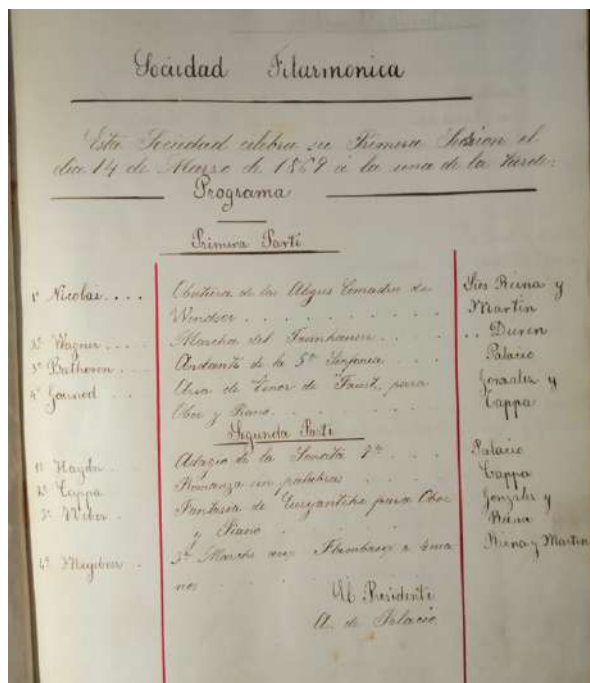 Sociedad Filarmonica
Esta Sociedad celebra su Primera Sesion el
dia 14 de Marzo de 1869 á la una de la tarde:
Programa
Primera Parte
1º Nicolai.... Obertura de las Alegres Comadres de Sres Reina y
Windsor . . . . . . . . . Martin
2º Wagner.... Marcha del Tannhauser.... .. Duren
3º Bethoven... Andante de la 5ª Sinfonia.... Palacio
4º Gounod... Aria de tenor de Faust, para Gonzalez y
Oboe y Piano . . . . . . Cappa
Segunda Parte
1º Haydn.. Adagio de la Sonata 7ª... Palacio
2º Cappa. Romanza sin palabras.... Cappa
3º Weber. Fantasia de Euryanthe para Oboe Gonzalez y
y Piano . . . . . . Reina
4º Meyerbeer. 3ª Marcha aux Flambeaux a 4 ma Reina y Martin
nos . . . . . .
El Presidente
A. de Palacio